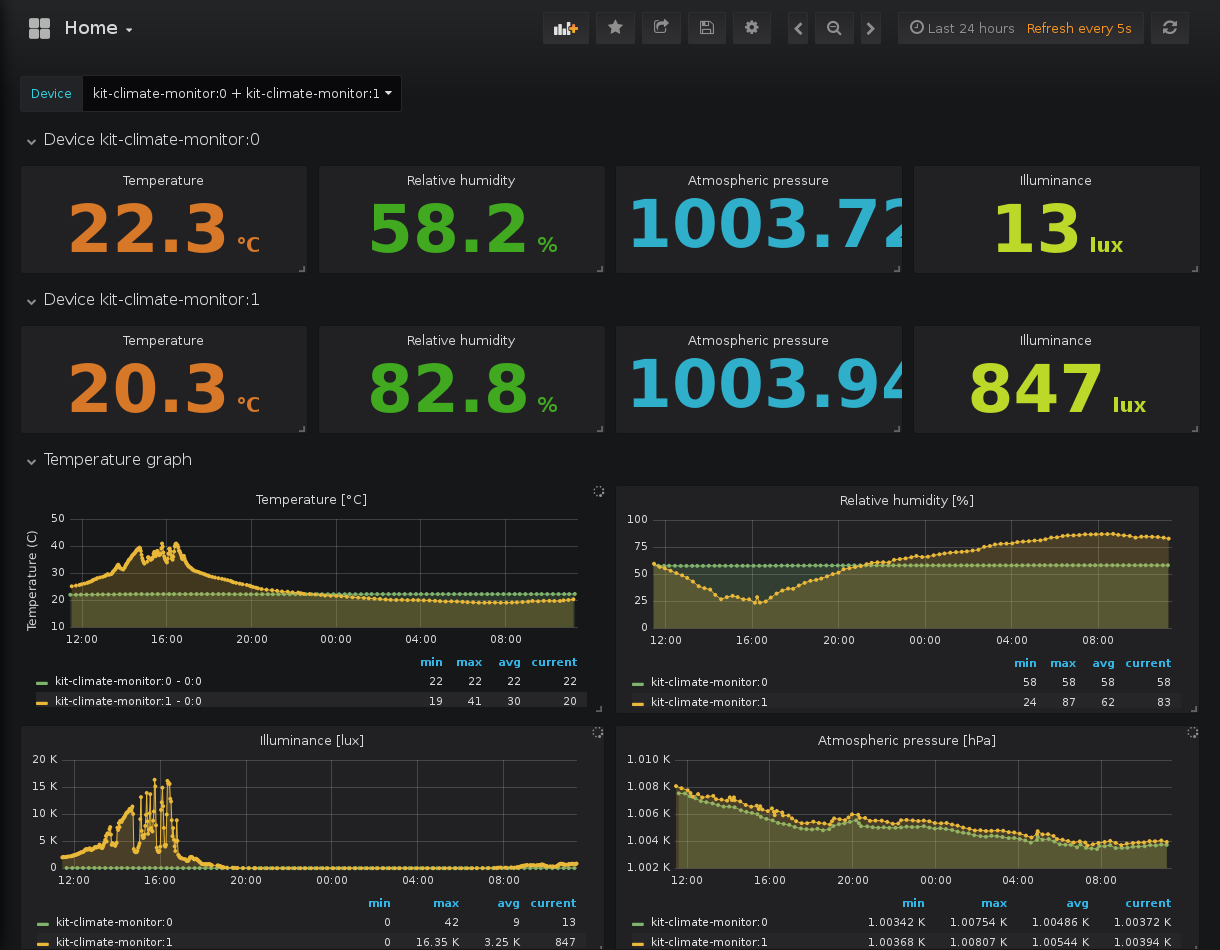 Home
Last 24 hours Refresh every 5s
Device kit-climate-monitor:0 + kit-climate-monitor:1
Device kit-climate-monitor:0
Temperature Relative humidity Atmospheric pressure Illuminance
22.3 °C 58.2 % 1003.72 13 lux
Device kit-climate-monitor:1
Temperature Relative humidity Atmospheric pressure Illuminance
20.3 °C 82.8 % 1003.94 847 lux
Temperature graph
Temperature [°C]
Temperature (C)
50
40
30
20
10
12:00 16:00 20:00 00:00 04:00 08:00
min max avg current
kit-climate-monitor:0 - 0:0 22 22 22 22
kit-climate-monitor:1 - 0:0 19 41 30 20
Relative humidity [%]
100
75
50
25
0
12:00 16:00 20:00 00:00 04:00 08:00
min max avg current
kit-climate-monitor:0 58 58 58 58
kit-climate-monitor:1 24 87 62 83
Illuminance [lux]
20 K
15 K
10 K
5 K
0
12:00 16:00 20:00 00:00 04:00 08:00
min max avg current
kit-climate-monitor:0 0 42 9 13
kit-climate-monitor:1 0 16.35 K 3.25 K 847
Atmospheric pressure [hPa]
1.010 K
1.008 K
1.006 K
1.004 K
1.002 K
12:00 16:00 20:00 00:00 04:00 08:00
min max avg current
kit-climate-monitor:0 1.00342 K 1.00754 K 1.00486 K 1.00372 K
kit-climate-monitor:1 1.00368 K 1.00807 K 1.00544 K 1.00394 K